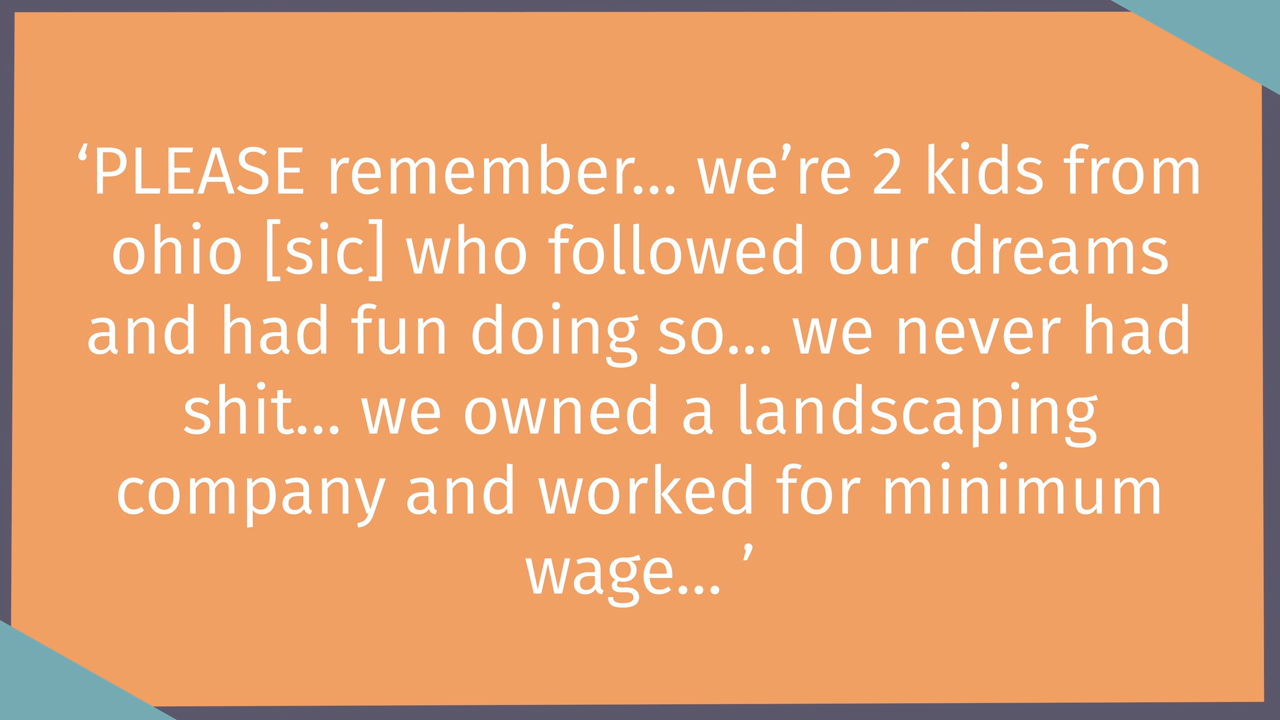 ‘PLEASE remember... we’re 2 kids from
ohio [sic] who followed our dreams
and had fun doing so... we never had
shit... we owned a landscaping
company and worked for minimum
wage... ’